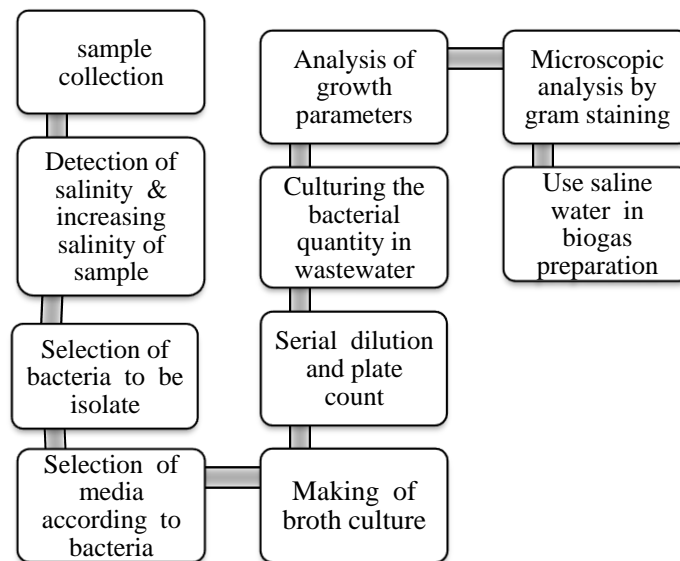 sample
collection
Detection of
salinity & 
increasing
salinity of
sample
Selection of
bacteria to be
isolate
Selection of
media
according to
bacteria
Making of
broth culture
Serial dilution
and plate
count
Culturing the
bacterial
quantity in
wastewater
Analysis of
growth
parameters
Microscopic
analysis by
gram staining
Use saline
water in
biogas
preparation